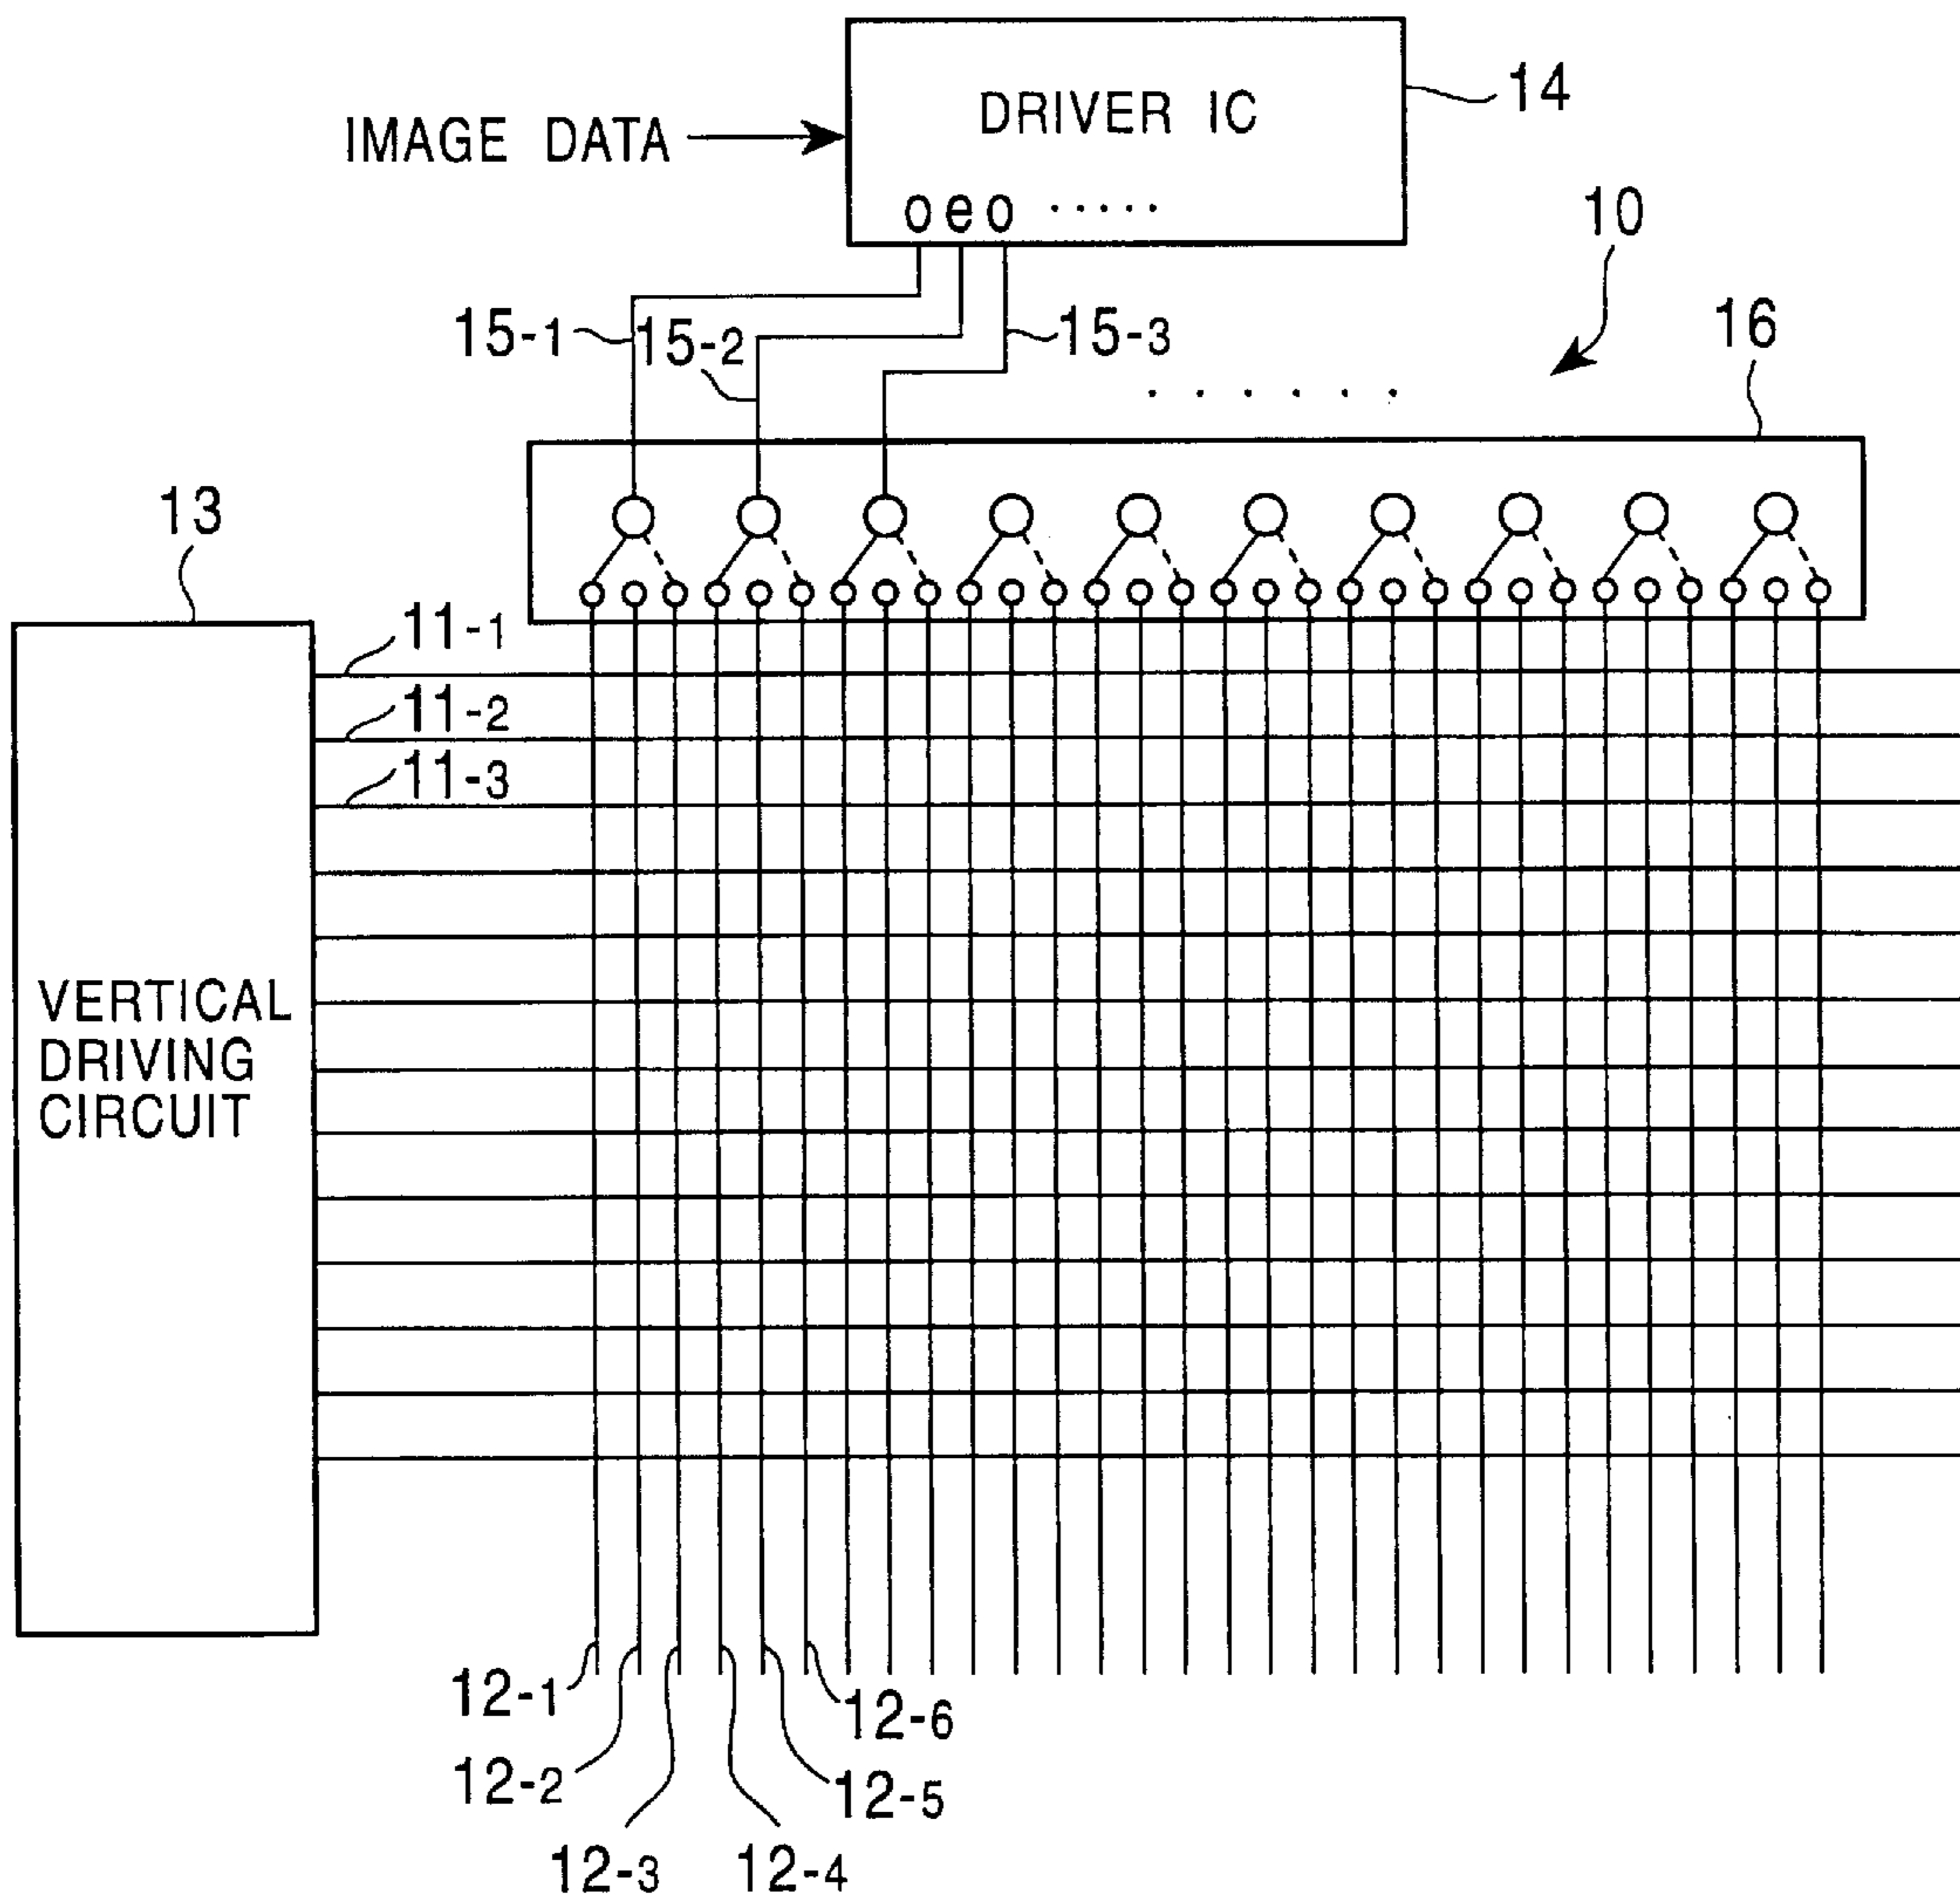 DRIVER IC
14
IMAGE DATA
o e o . . . . .
10
15-1
15-2
15-3
16
. . . . . .
13
11-1
11-2
11-3
VERTICAL
DRIVING
CIRCUIT
12-1
12-6
12-2
12-5
12-3
12-4